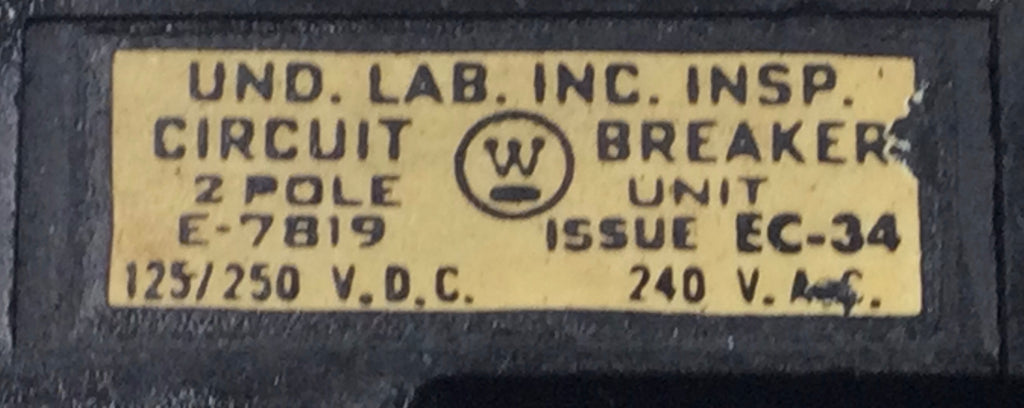 UND. LAB. INC. INSP.
CIRCUIT W BREAKER
2 POLE UNIT
E-7819 ISSUE EC-34
125/250 V.D.C. 240 V.A.C.